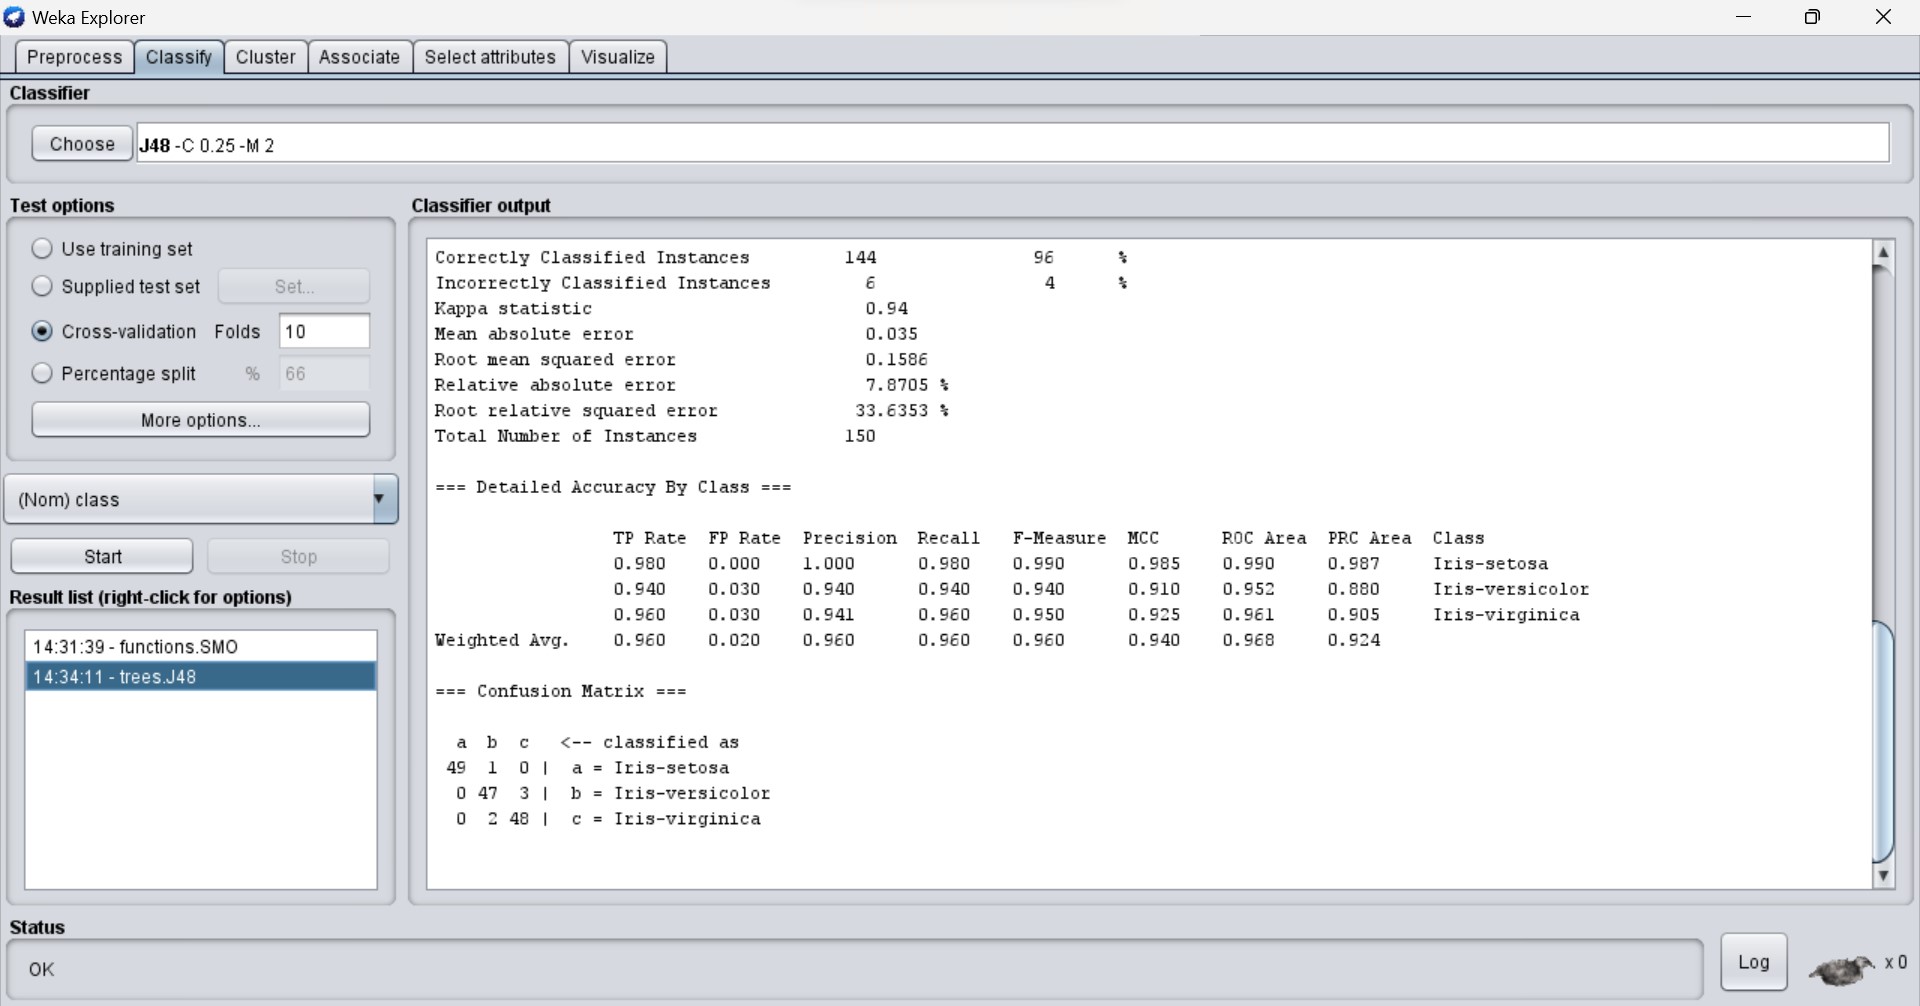 Weka Explorer
Preprocess Classify Cluster Associate Select attributes Visualize
Classifier
Choose J48 -C 0.25 -M 2
Test options
Use training set
Supplied test set Set...
Cross-validation Folds 10
Percentage split % 66
More options...
(Nom) class
Start Stop
Result list (right-click for options)
14:31:39 - functions.SMO
14:34:11 - trees.J48
Classifier output
Correctly Classified Instances 144 96 %
Incorrectly Classified Instances 6 4 %
Kappa statistic 0.94
Mean absolute error 0.035
Root mean squared error 0.1586
Relative absolute error 7.8705 %
Root relative squared error 33.6353 %
Total Number of Instances 150
=== Detailed Accuracy By Class ===
TP Rate FP Rate Precision Recall F-Measure MCC ROC Area PRC Area Class
0.980 0.000 1.000 0.980 0.990 0.985 0.990 0.987 Iris-setosa
0.940 0.030 0.940 0.940 0.940 0.910 0.952 0.880 Iris-versicolor
0.960 0.030 0.941 0.960 0.950 0.925 0.961 0.905 Iris-virginica
Weighted Avg. 0.960 0.020 0.960 0.960 0.960 0.940 0.968 0.924
=== Confusion Matrix ===
a b c <-- classified as
49 1 0 | a = Iris-setosa
0 47 3 | b = Iris-versicolor
0 2 48 | c = Iris-virginica
Status
OK
Log x 0